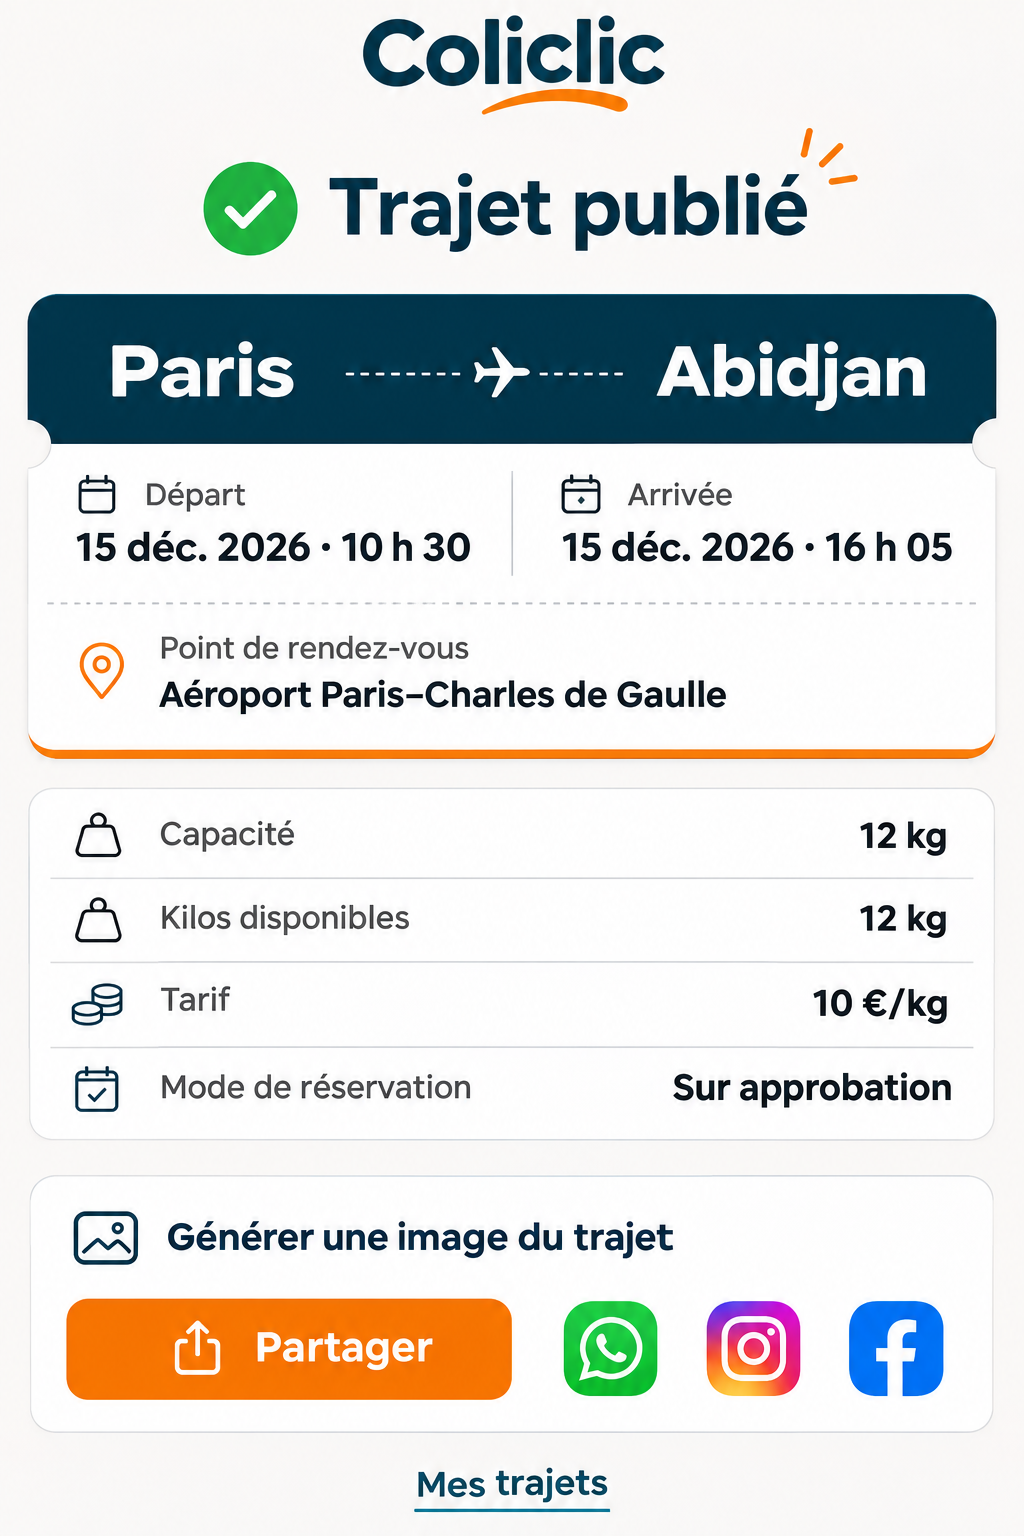 Coliclic
Trajet publié
Paris
Abidjan
Départ
15 déc. 2026 · 10 h 30
Arrivée
15 déc. 2026 · 16 h 05
Point de rendez-vous
Aéroport Paris–Charles de Gaulle
Capacité
12 kg
Kilos disponibles
12 kg
Tarif
10 €/kg
Mode de réservation
Sur approbation
Générer une image du trajet
Partager
Mes trajets